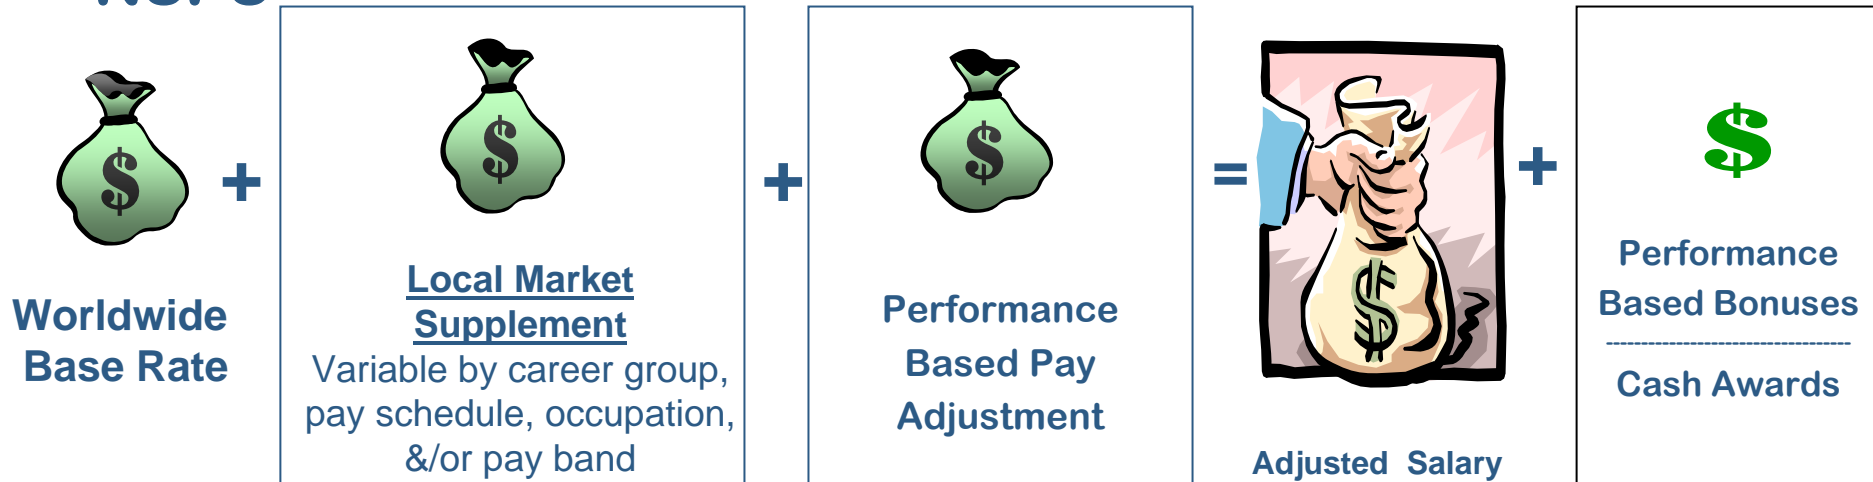 Worldwide
Base Rate
+
Local Market
Supplement
Variable by career group,
pay schedule, occupation,
&/or pay band
+
Performance
Based Pay
Adjustment
=
Adjusted Salary
+
$
Performance
Based Bonuses
Cash Awards